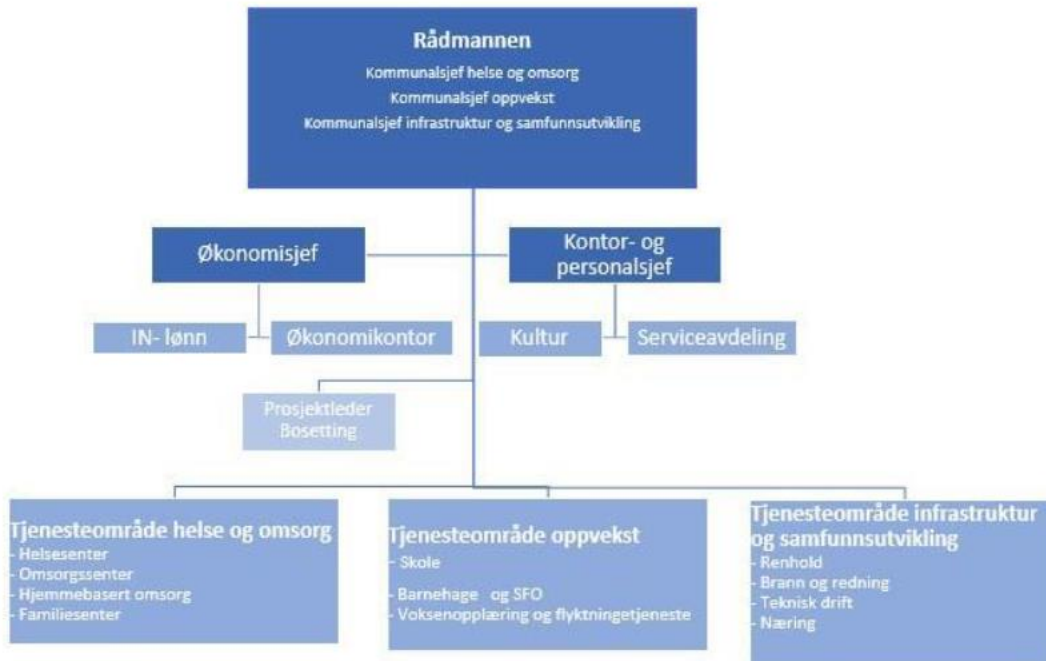 Rådmannen
Kommunalsjef helse og omsorg
Kommunalsjef oppvekst
Kommunalsjef infrastruktur og samfunnsutvikling
Økonomisjef
Kontor- og
personalsjef
IN- lønn
Økonomikontor
Kultur
Serviceavdeling
Prosjektleder
Bosetting
Tjenesteområde helse og omsorg
- Helsesenter
- Omsorgssenter
- Hjemmebasert omsorg
- Familiesenter
Tjenesteområde oppvekst
- Skole
- Barnehage og SFO
- Voksenopplæring og flyktningetjeneste
Tjenesteområde infrastruktur
og samfunnsutvikling
- Renhold
- Brann og redning
- Teknisk drift
- Næring